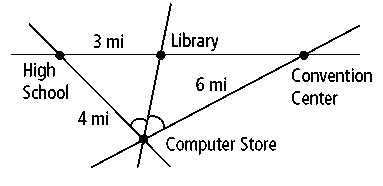 3 mi
Library
High
School
6 mi
Convention
Center
4 mi
Computer Store